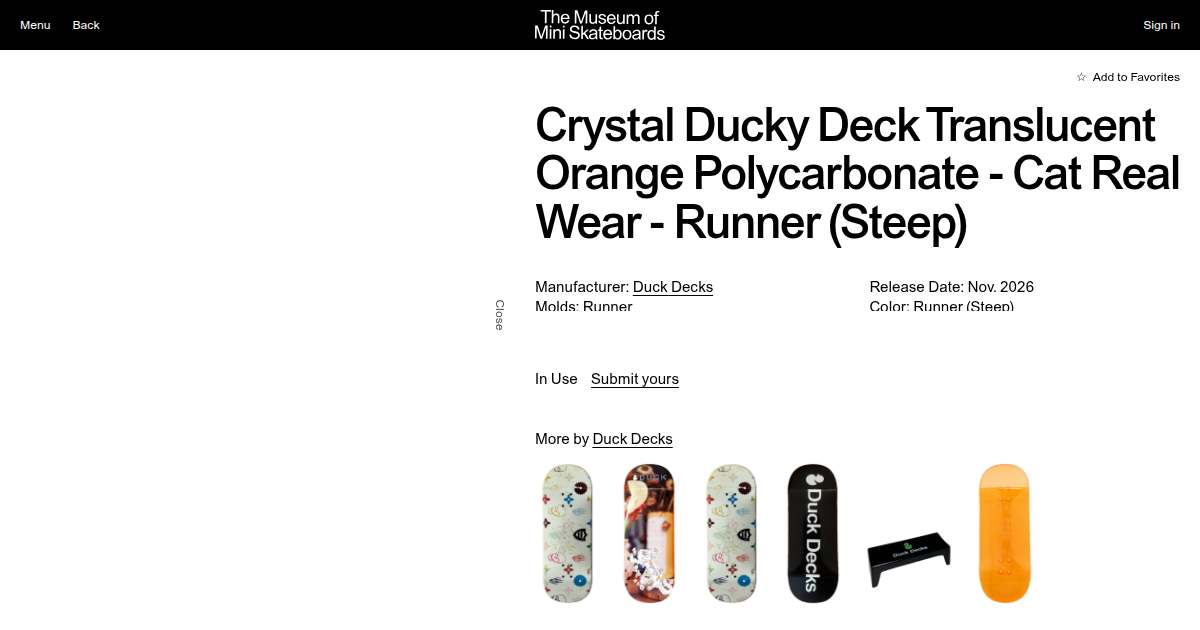 Menu
Back
The Museum of
Mini Skateboards
Sign in
☆ Add to Favorites
Crystal Ducky Deck Translucent
Orange Polycarbonate - Cat Real
Wear - Runner (Steep)
Manufacturer: Duck Decks
Release Date: Nov. 2026
Molds: Runner
Color: Runner (Steep)
Close
In Use
Submit yours
More by Duck Decks
DUCK
Duck Decks
Duck Decks